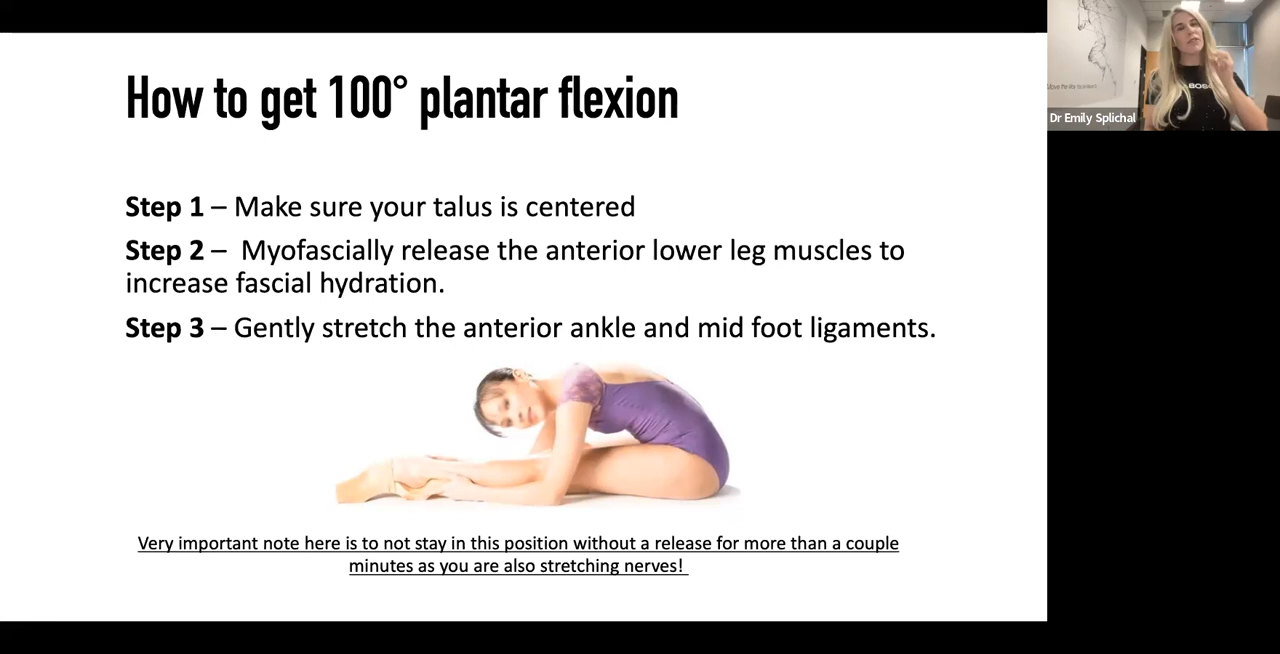 How to get 100° plantar flexion
Step 1 – Make sure your talus is centered
Step 2 – Myofascially release the anterior lower leg muscles to
increase fascial hydration.
Step 3 – Gently stretch the anterior ankle and mid foot ligaments.
Very important note here is to not stay in this position without a release for more than a couple
minutes as you are also stretching nerves!
Dr Emily Splichal